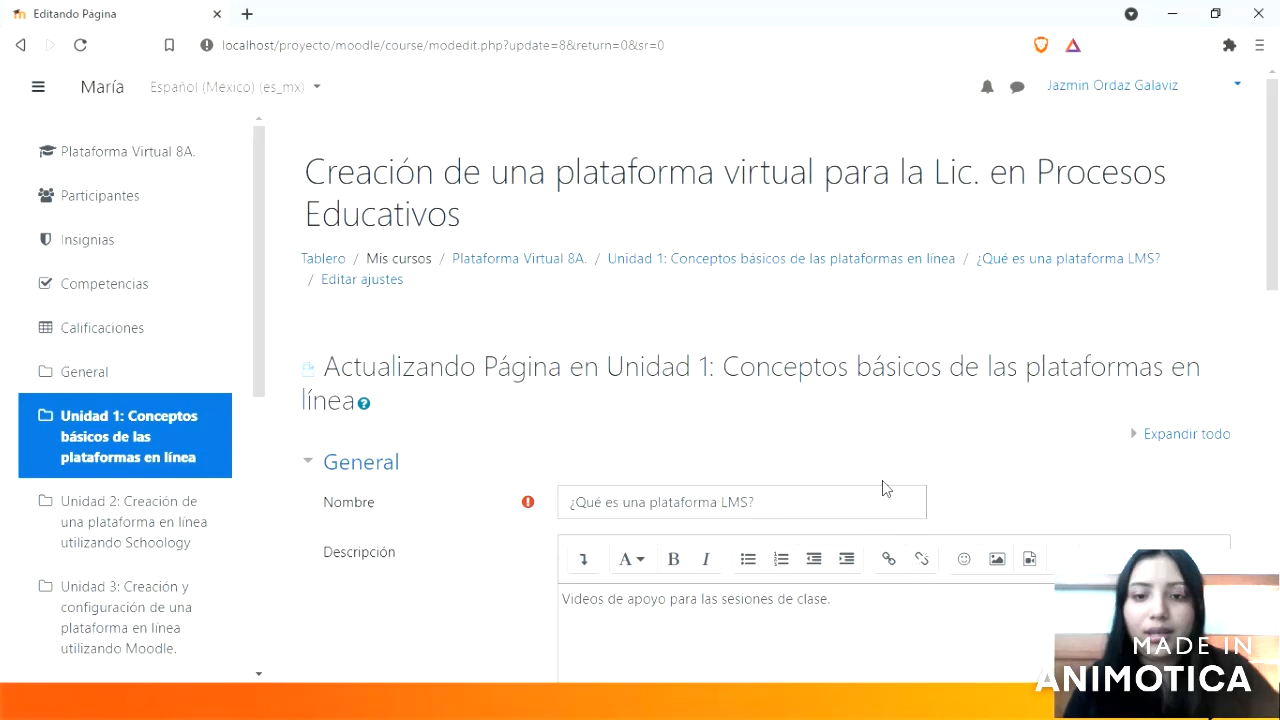 Editando Página
localhost/proyecto/moodle/course/modedit.php?update=8&return=0&sr=0
María
Español (Mexico) (es_mx)
Jazmin Ordaz Galaviz
Plataforma Virtual 8A.
Participantes
Insignias
Competencias
Calificaciones
General
Unidad 1: Conceptos
básicos de las
plataformas en línea
Unidad 2: Creación de
una plataforma en línea
utilizando Schoology
Unidad 3: Creación y
configuración de una
plataforma en línea
utilizando Moodle.
Creación de una plataforma virtual para la Lic. en Procesos
Educativos
Tablero / Mis cursos / Plataforma Virtual 8A. / Unidad 1: Conceptos básicos de las plataformas en línea / ¿Qué es una plataforma LMS?
/ Editar ajustes
Actualizando Página en Unidad 1: Conceptos básicos de las plataformas en
línea
Expandir todo
General
Nombre
¿Qué es una plataforma LMS?
Descripción
A B I
Videos de apoyo para las sesiones de clase.
MADE IN
ANIMOTICA